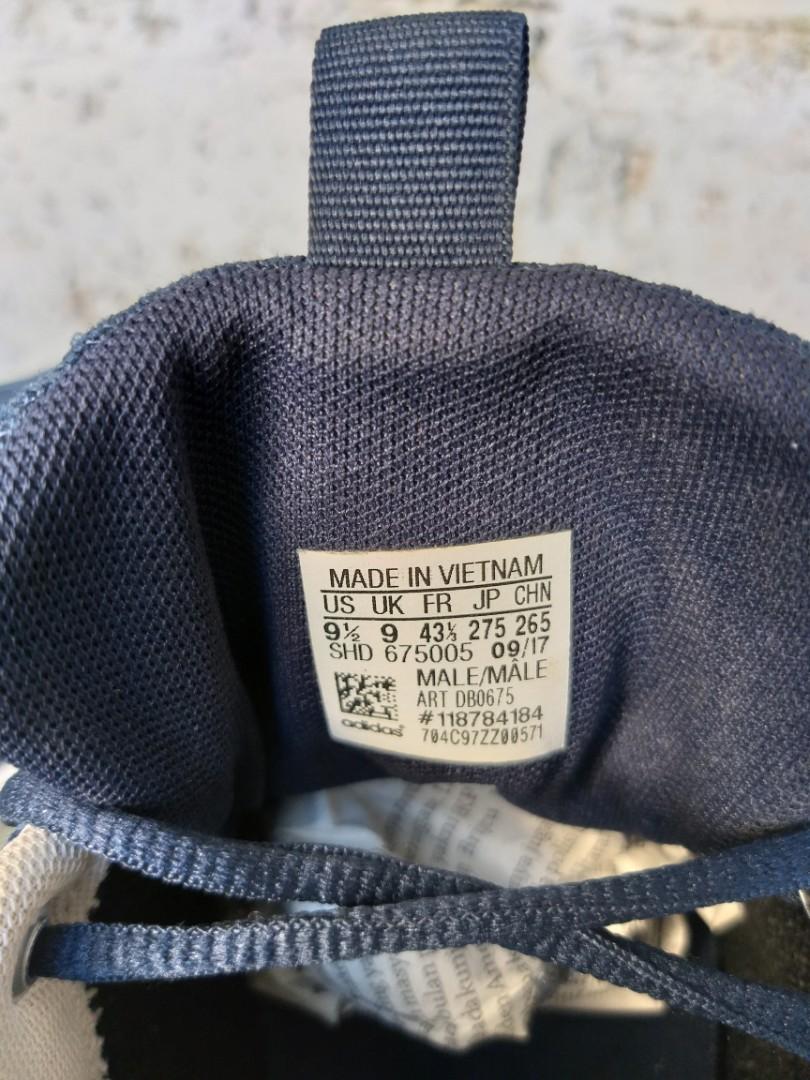 MADE IN VIETNAM
US UK FR JP CHN
9½ 9 43⅓ 275 265
SHD 675005 09/17
MALE/MÂLE
ART DB0675
#118784184
adidas
704C97ZZ00571